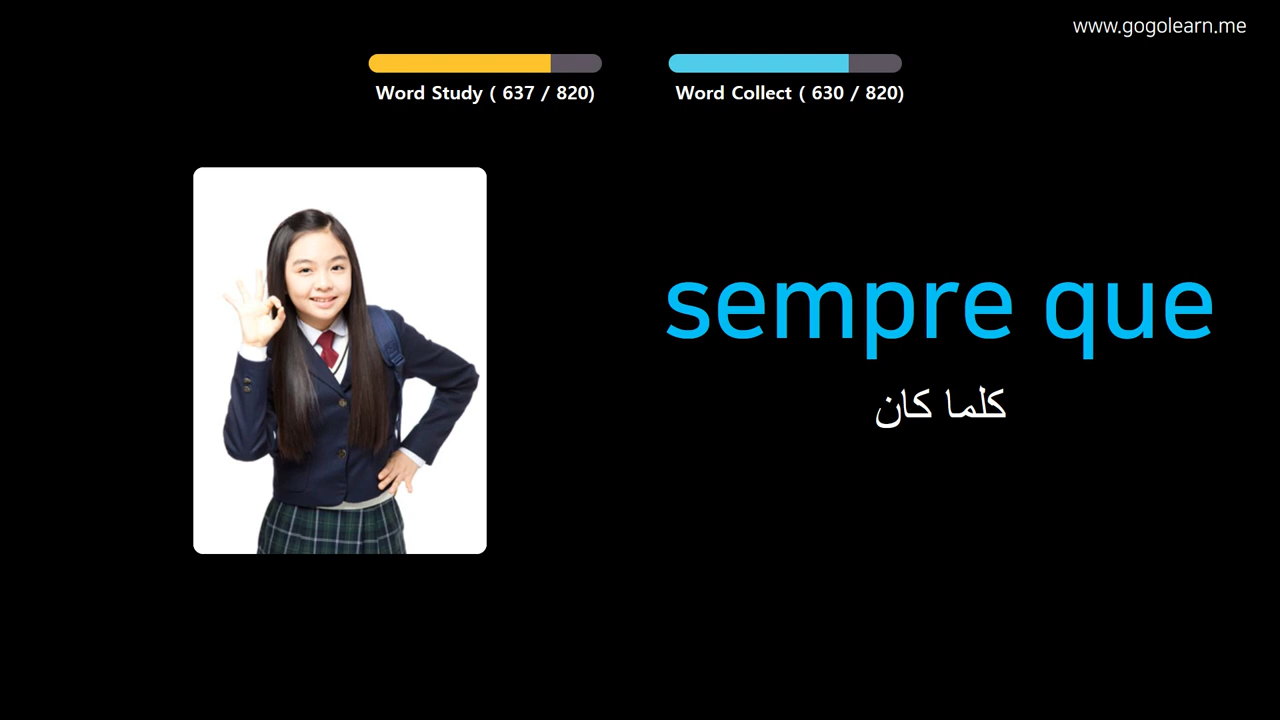 www.gogolearn.me
Word Study ( 637 / 820)
Word Collect ( 630 / 820)
sempre que
كلما كان